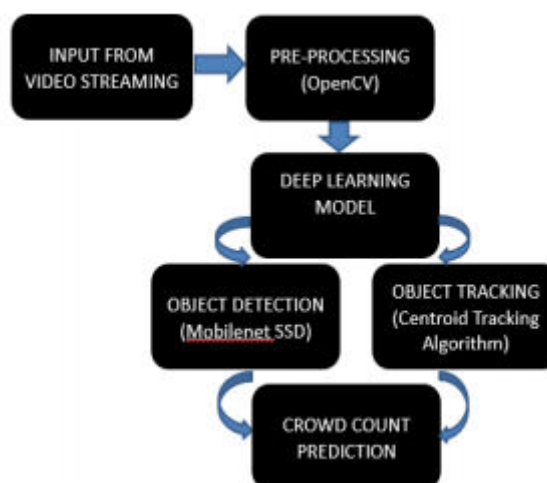 INPUT FROM
VIDEO STREAMING
PRE-PROCESSING
(OpenCV)
DEEP LEARNING
MODEL
OBJECT DETECTION
(Mobilenet SSD)
OBJECT TRACKING
(Centroid Tracking
Algorithm)
CROWD COUNT
PREDICTION